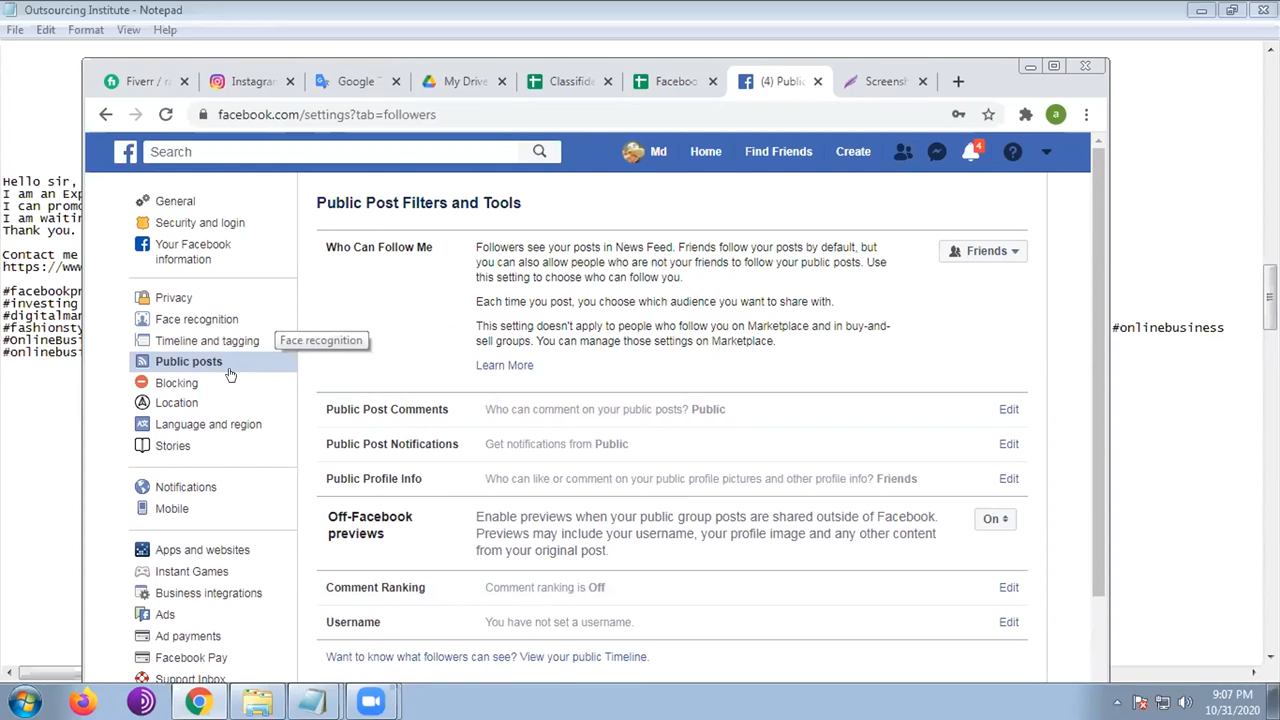 Outsourcing Institute - Notepad
File Edit Format View Help
Fiverr / r
Instagram
Google T
My Drive
Classified
Facebook
(4) Public
Screensh
facebook.com/settings?tab=followers
a
Search
Md
Home
Find Friends
Create
4
Hello sir,
I am an Exp
I can promo
I am waitin
Thank you.
Contact me
https://www
#facebookpr
#investing
#digitalmar
#fashionsty
#OnlineBusi
#onlinebusi
#onlinebusiness
General
Security and login
Your Facebook
information
Privacy
Face recognition
Timeline and tagging
Face recognition
Public posts
Blocking
Location
Language and region
Stories
Notifications
Mobile
Apps and websites
Instant Games
Business integrations
Ads
Ad payments
Facebook Pay
Support Inbox
Public Post Filters and Tools
Who Can Follow Me
Followers see your posts in News Feed. Friends follow your posts by default, but
you can also allow people who are not your friends to follow your public posts. Use
this setting to choose who can follow you.
Friends
Each time you post, you choose which audience you want to share with.
This setting doesn't apply to people who follow you on Marketplace and in buy-and-
sell groups. You can manage those settings on Marketplace.
Learn More
Public Post Comments Who can comment on your public posts? Public Edit
Public Post Notifications Get notifications from Public Edit
Public Profile Info Who can like or comment on your public profile pictures and other profile info? Friends Edit
Off-Facebook
previews
Enable previews when your public group posts are shared outside of Facebook.
Previews may include your username, your profile image and any other content
from your original post.
On
Comment Ranking Comment ranking is Off Edit
Username You have not set a username. Edit
Want to know what followers can see? View your public Timeline.
9:07 PM
10/31/2020